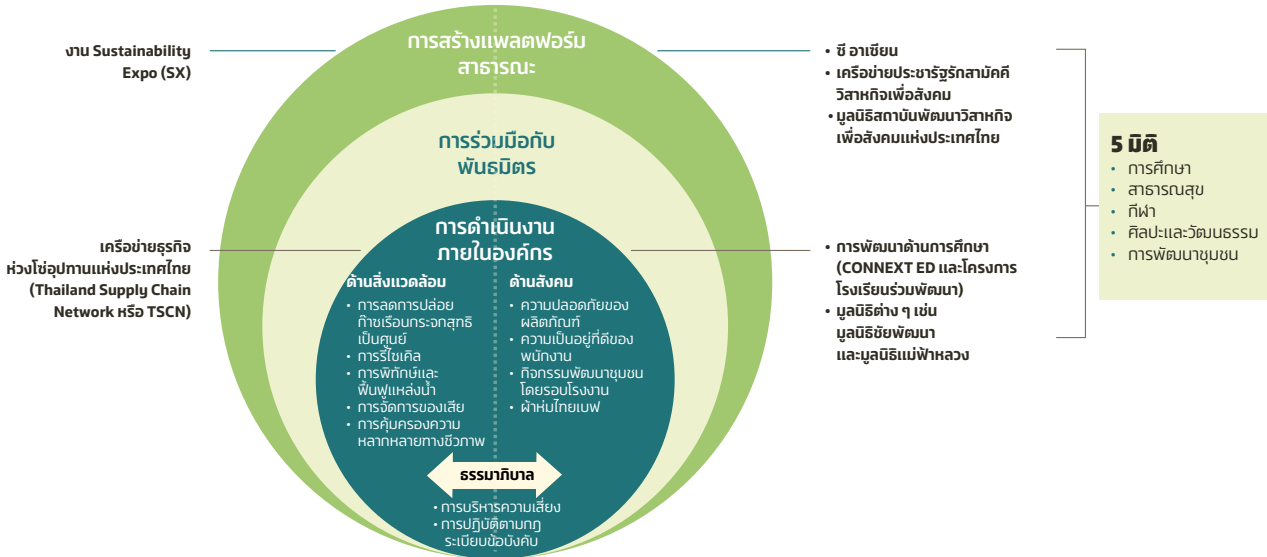 งาน Sustainability
Expo (SX)
การสร้างแพลตฟอร์ม
สาธารณะ
• ซี อาเซียน
• เครือข่ายประชารัฐรักสามัคคี
วิสาหกิจเพื่อสังคม
• มูลนิธิสถาบันพัฒนาวิสาหกิจ
เพื่อสังคมแห่งประเทศไทย
การร่วมมือกับ
พันธมิตร
5 มิติ
• การศึกษา
• สาธารณสุข
• กีฬา
• ศิลปะและวัฒนธรรม
• การพัฒนาชุมชน
เครือข่ายธุรกิจ
ห่วงโซ่อุปทานแห่งประเทศไทย
(Thailand Supply Chain
Network หรือ TSCN)
การดำเนินงาน
ภายในองค์กร
ด้านสิ่งแวดล้อม
• การลดการปล่อย
ก๊าซเรือนกระจกสุทธิ
เป็นศูนย์
• การรีไซเคิล
• การพิทักษ์และ
ฟื้นฟูแหล่งน้ำ
• การจัดการของเสีย
• การคุ้มครองความ
หลากหลายทางชีวภาพ
ด้านสังคม
• ความปลอดภัยของ
ผลิตภัณฑ์
• ความเป็นอยู่ที่ดีของ
พนักงาน
• กิจกรรมพัฒนาชุมชน
โดยรอบโรงงาน
• ผ้าห่มไทยเบฟ
• การพัฒนาด้านการศึกษา
(CONNEXT ED และโครงการ
โรงเรียนร่วมพัฒนา)
• มูลนิธิต่าง ๆ เช่น
มูลนิธิชัยพัฒนา
และมูลนิธิแม่ฟ้าหลวง
ธรรมาภิบาล
• การบริหารความเสี่ยง
• การปฏิบัติตามกฎ
ระเบียบข้อบังคับ